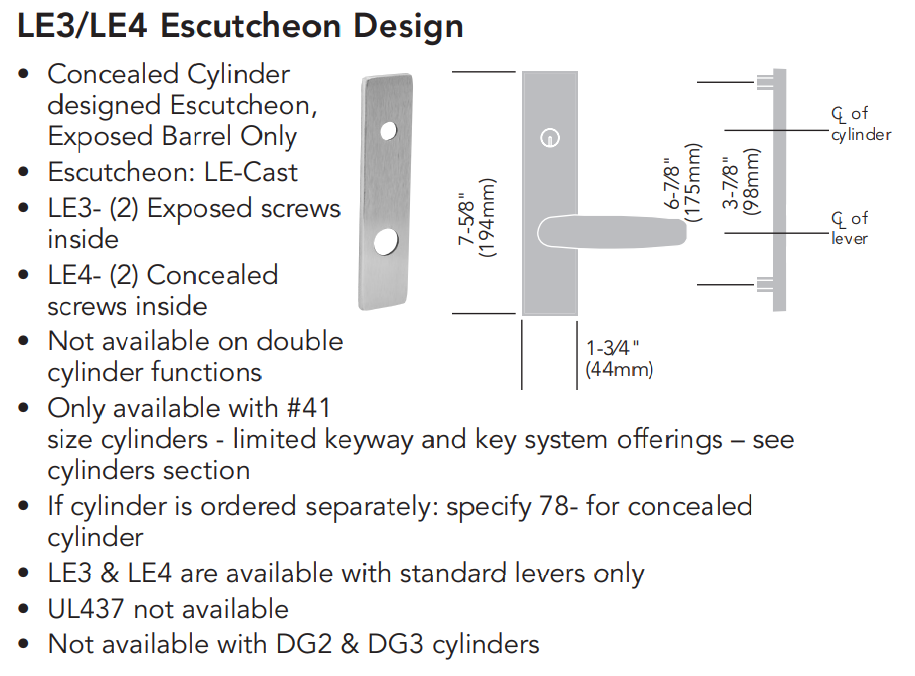 LE3/LE4 Escutcheon Design
• Concealed Cylinder
designed Escutcheon,
Exposed Barrel Only
• Escutcheon: LE-Cast
• LE3- (2) Exposed screws
inside
• LE4- (2) Concealed
screws inside
• Not available on double
cylinder functions
• Only available with #41
size cylinders - limited keyway and key system offerings – see
cylinders section
• If cylinder is ordered separately: specify 78- for concealed
cylinder
• LE3 & LE4 are available with standard levers only
• UL437 not available
• Not available with DG2 & DG3 cylinders
7-5⁄8"
(194mm)
1-3⁄4"
(44mm)
6-7⁄8"
(175mm)
3-7⁄8"
(98mm)
℄ of
cylinder
℄ of
lever